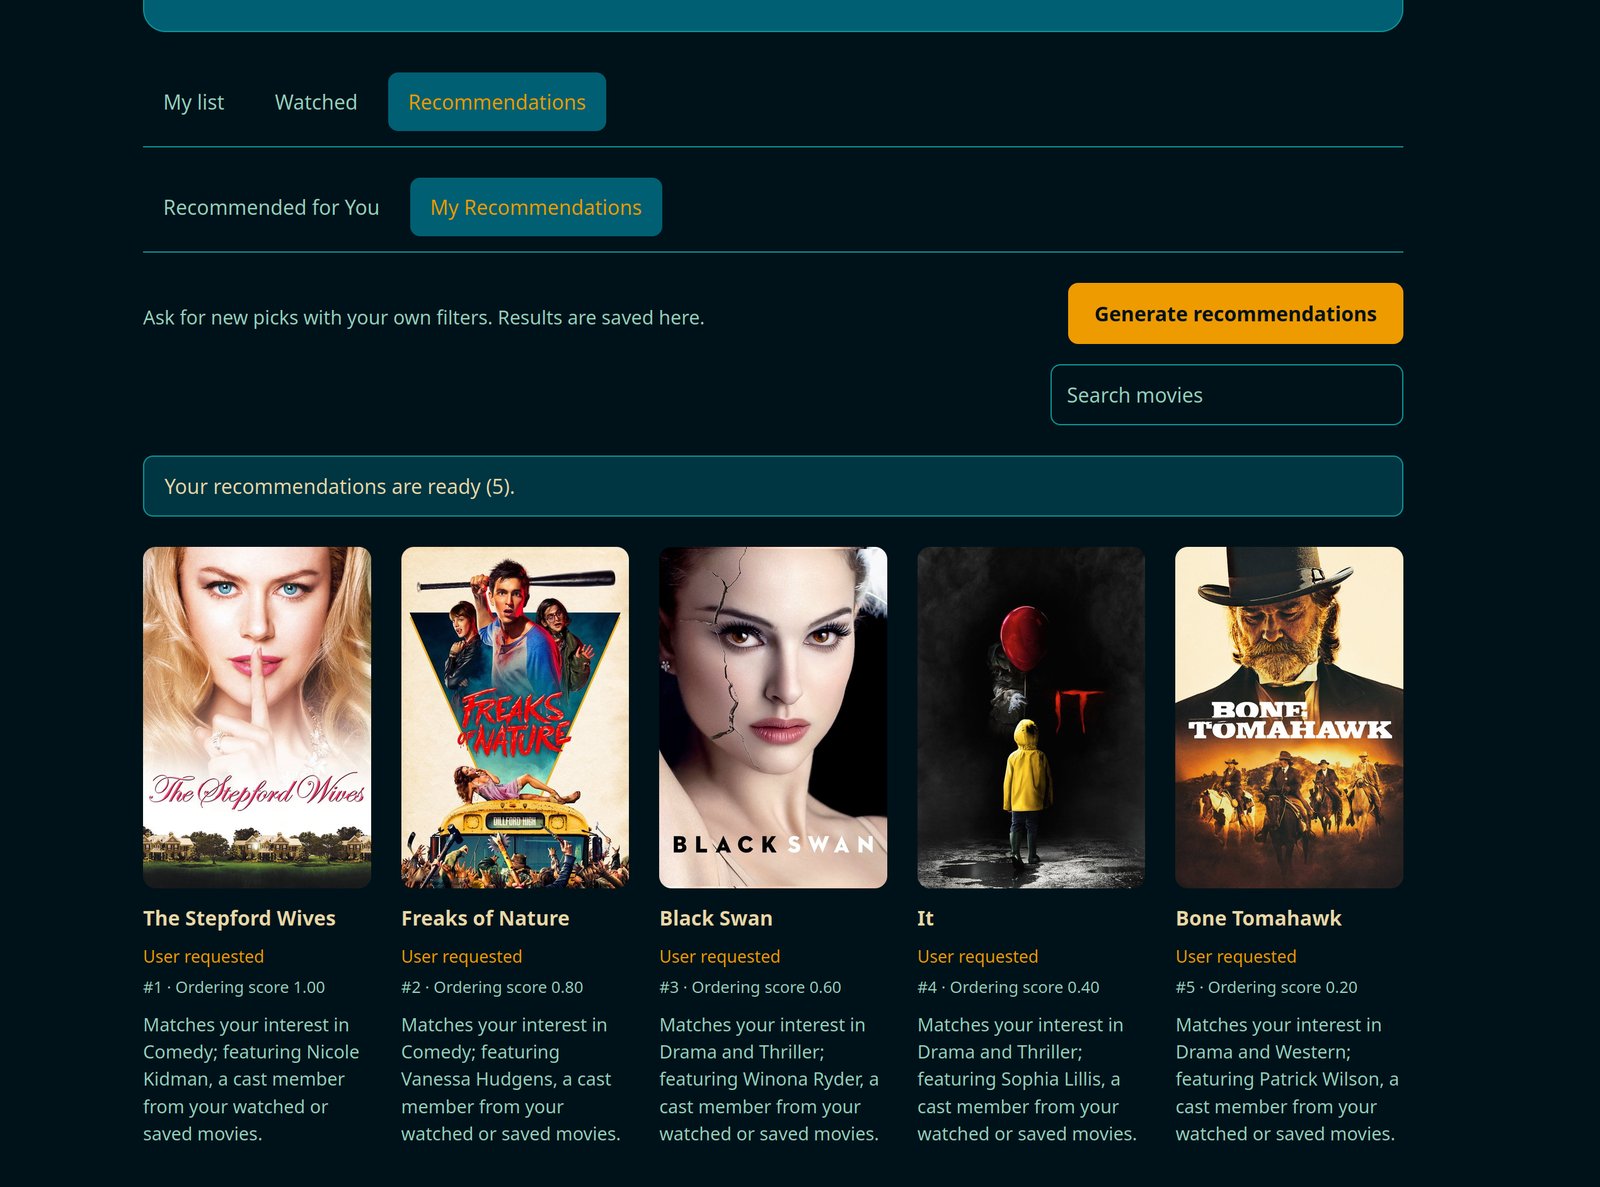 My list Watched Recommendations
Recommended for You My Recommendations
Ask for new picks with your own filters. Results are saved here.
Generate recommendations
Search movies
Your recommendations are ready (5).
The Stepford Wives
FREAKS
OF NATURE
DILLFORD HIGH
BLACK SWAN
IT
BONE
TOMAHAWK
The Stepford Wives
User requested
#1 · Ordering score 1.00
Matches your interest in
Comedy; featuring Nicole
Kidman, a cast member
from your watched or
saved movies.
Freaks of Nature
User requested
#2 · Ordering score 0.80
Matches your interest in
Comedy; featuring
Vanessa Hudgens, a cast
member from your
watched or saved movies.
Black Swan
User requested
#3 · Ordering score 0.60
Matches your interest in
Drama and Thriller;
featuring Winona Ryder, a
cast member from your
watched or saved movies.
It
User requested
#4 · Ordering score 0.40
Matches your interest in
Drama and Thriller;
featuring Sophia Lillis, a
cast member from your
watched or saved movies.
Bone Tomahawk
User requested
#5 · Ordering score 0.20
Matches your interest in
Drama and Western;
featuring Patrick Wilson, a
cast member from your
watched or saved movies.